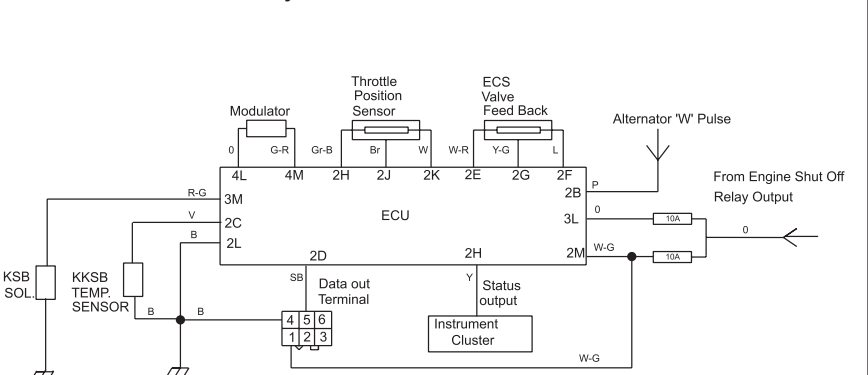 Throttle
Position
Sensor
ECS
Valve
Feed Back
Modulator
Alternator 'W' Pulse
0
G-R
Gr-B
Br
W
W-R
Y-G
L
4L
4M
2H
2J
2K
2E
2G
2F
From Engine Shut Off
Relay Output
2B
P
R-G
3M
ECU
3L
0
10A
0
V
2C
B
2L
2M
W-G
10A
2D
2H
KSB
SOL.
KKSB
TEMP.
SENSOR
SB
Data out
Terminal
Y
Status
output
B
B
4 5 6
1 2 3
Instrument
Cluster
W-G